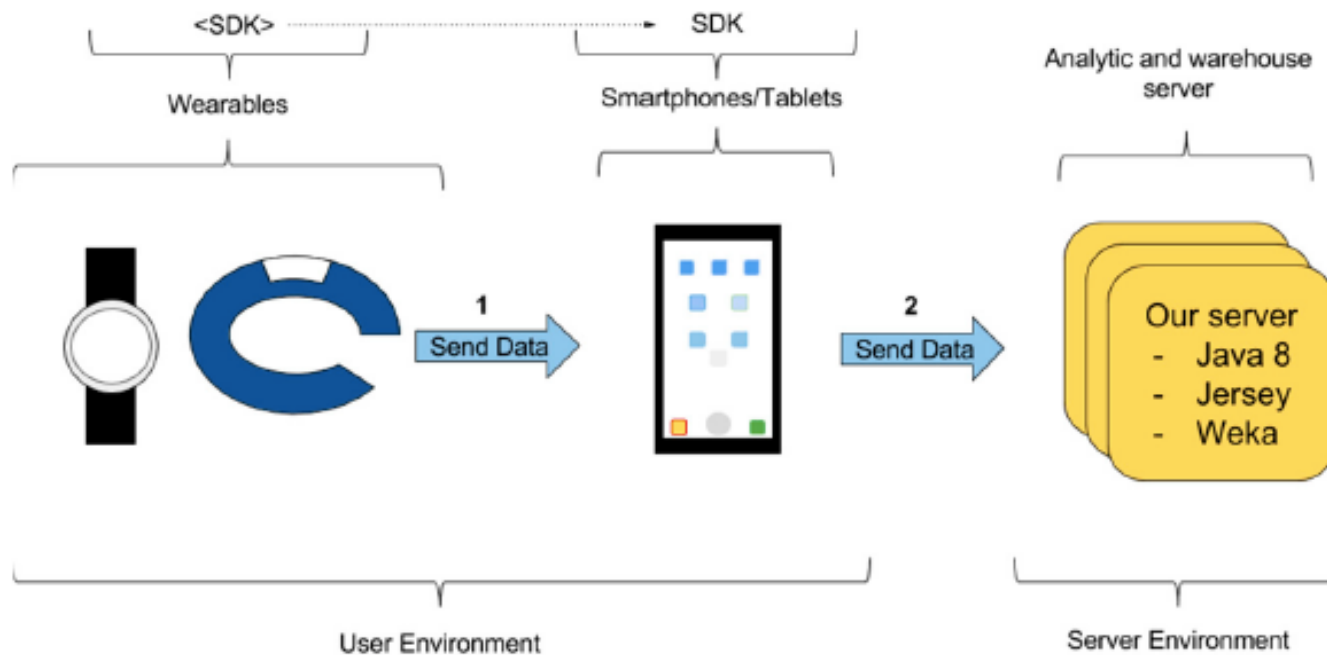 <SDK>
SDK
Wearables
Smartphones/Tablets
Analytic and warehouse
server
1
Send Data
2
Send Data
Our server
- Java 8
- Jersey
- Weka
User Environment
Server Environment